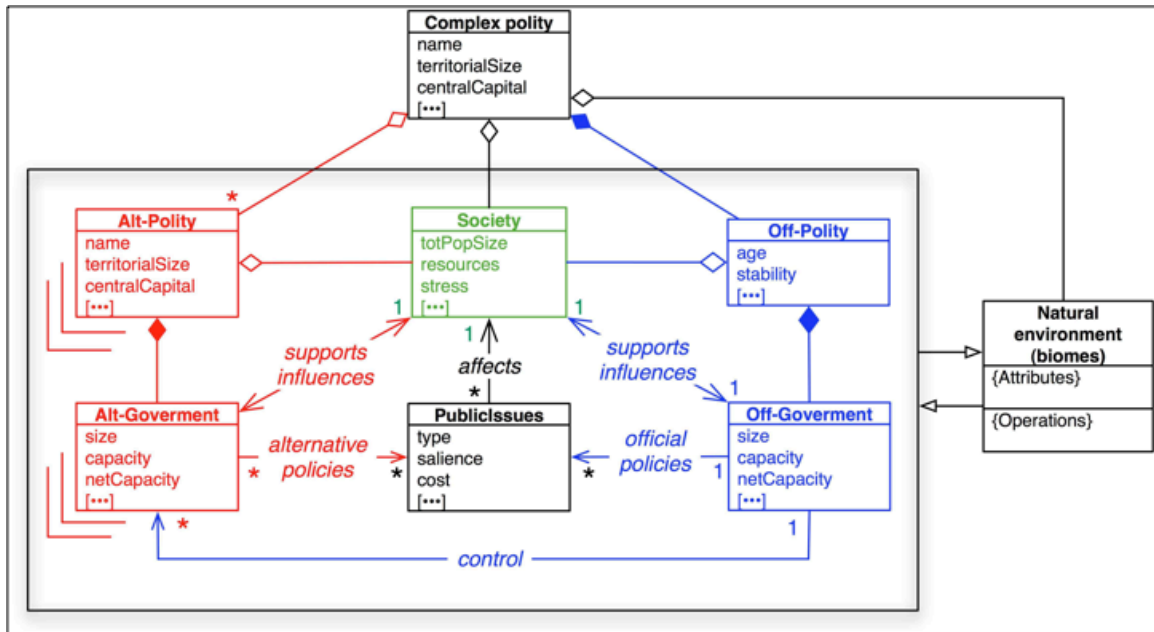 Complex polity
name
territorialSize
centralCapital
[•••]
*
Alt-Polity
name
territorialSize
centralCapital
[•••]
Society
totPopSize
resources
stress
[•••]
Off-Polity
age
stability
[•••]
1
1
1
Natural
environment
(biomes)
{Attributes}
{Operations}
supports
influences
affects
*
supports
influences
1
Alt-Goverment
size
capacity
netCapacity
[•••]
*
alternative
policies
*
PublicIssues
type
salience
cost
[•••]
*
official
policies
1
Off-Goverment
size
capacity
netCapacity
[•••]
*
1
control